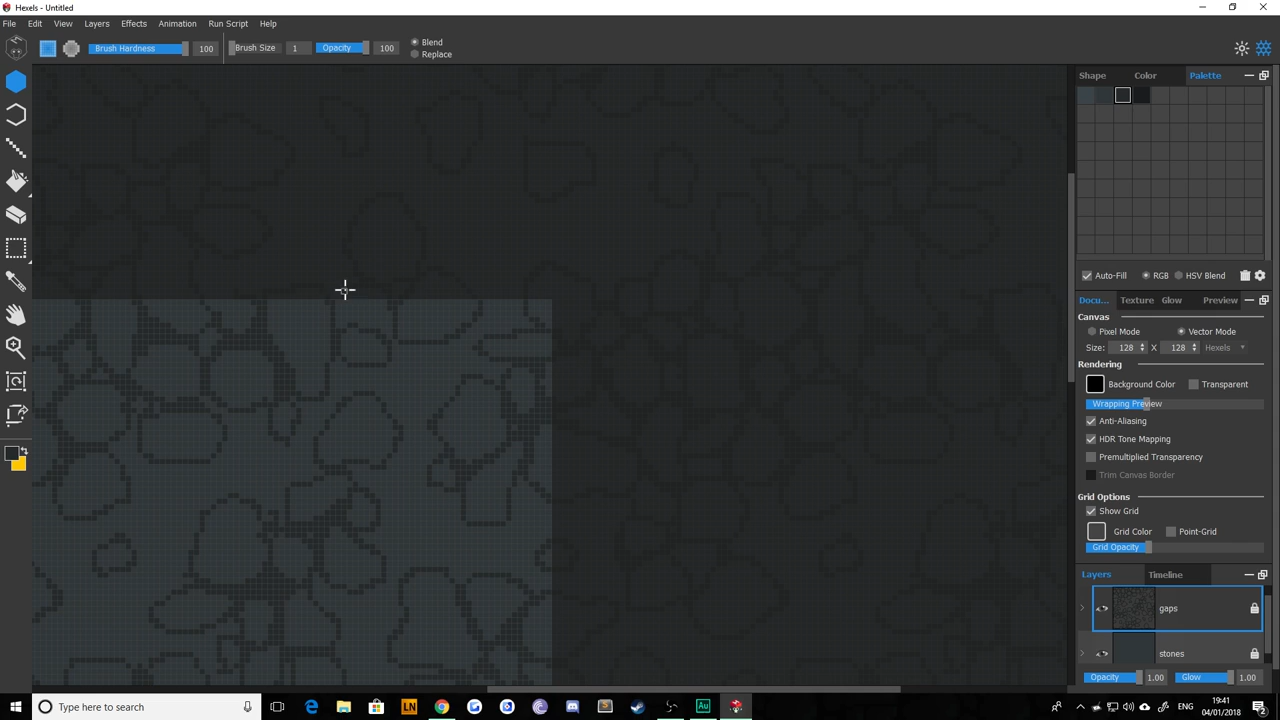 Hexels - Untitled
File Edit View Layers Effects Animation Run Script Help
Brush Hardness 100 Brush Size 1 Opacity 100 Blend
Replace
Shape Color Palette
Auto-Fill RGB HSV Blend
Docu... Texture Glow Preview
Canvas
Pixel Mode Vector Mode
Size: 128 X 128 Hexels
Rendering
Background Color Transparent
Wrapping Preview
Anti-Aliasing
HDR Tone Mapping
Premultiplied Transparency
Trim Canvas Border
Grid Options
Show Grid
Grid Color Point-Grid
Grid Opacity
Layers Timeline
gaps
stones
Opacity 1.00 Glow 1.00
Type here to search
LN
Au
ENG
19:41
04/01/2018
2